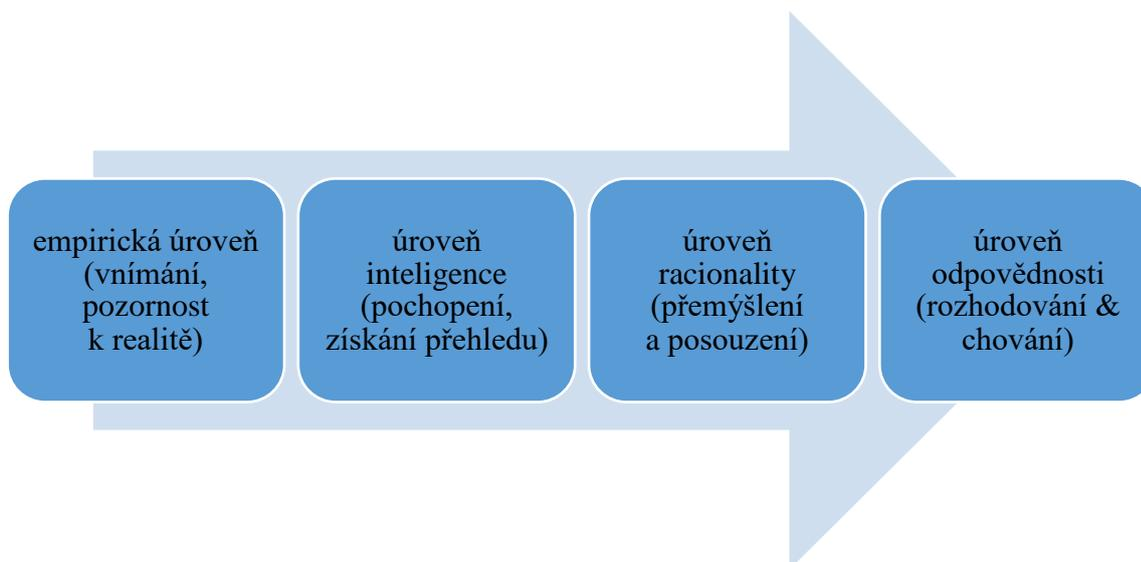 empirická úroveň
(vnímání,
pozornost
k realitě)
úroveň
inteligence
(pochopení,
získání přehledu)
úroveň
racionality
(přemýšlení
a posouzení)
úroveň
odpovědnosti
(rozhodování &
chování)